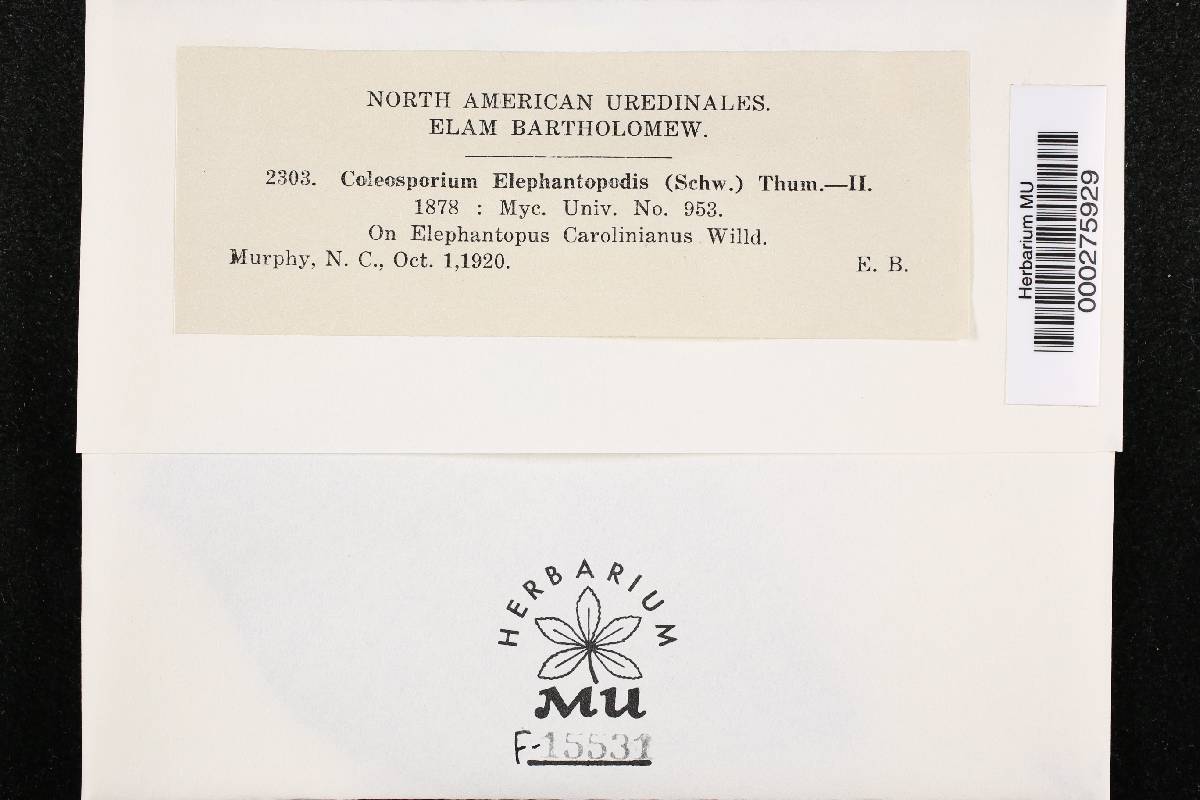 NORTH AMERICAN UREDINALES.
ELAM BARTHOLOMEW.
2303. Coleosporium Elephantopodis (Schw.) Thum.—II.
1878 : Myc. Univ. No. 953.
On Elephantopus Carolinianus Willd.
Murphy, N. C., Oct. 1,1920. E. B.
Herbarium MU
000275929
HERBARIUM
MU
F-15531